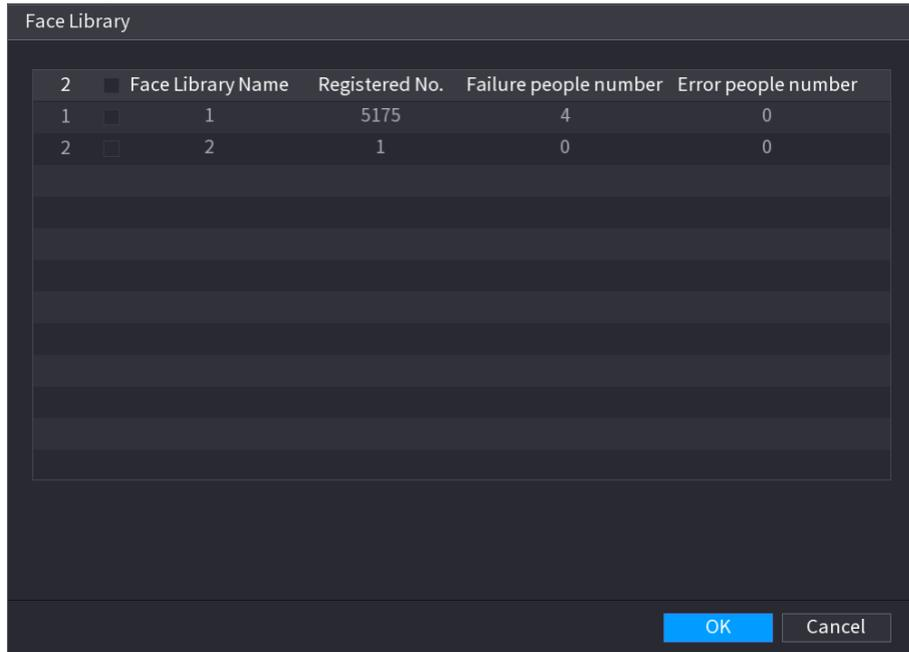 Face Library
2 Face Library Name Registered No. Failure people number Error people number
1 1 5175 4 0
2 2 1 0 0
OK Cancel